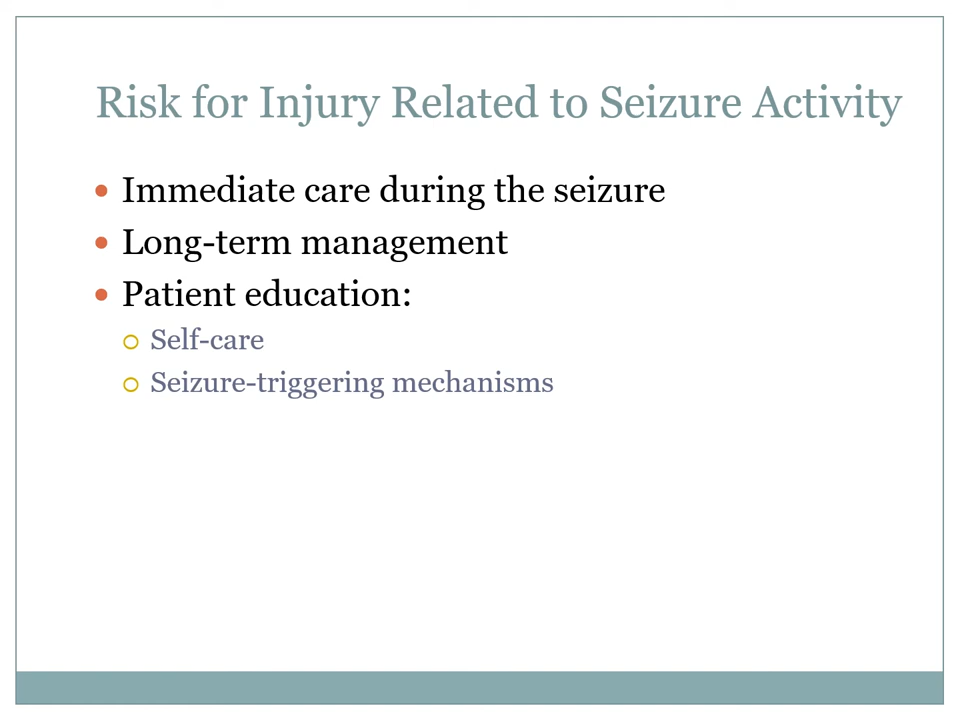 Risk for Injury Related to Seizure Activity
Immediate care during the seizure
Long-term management
Patient education:
Self-care
Seizure-triggering mechanisms